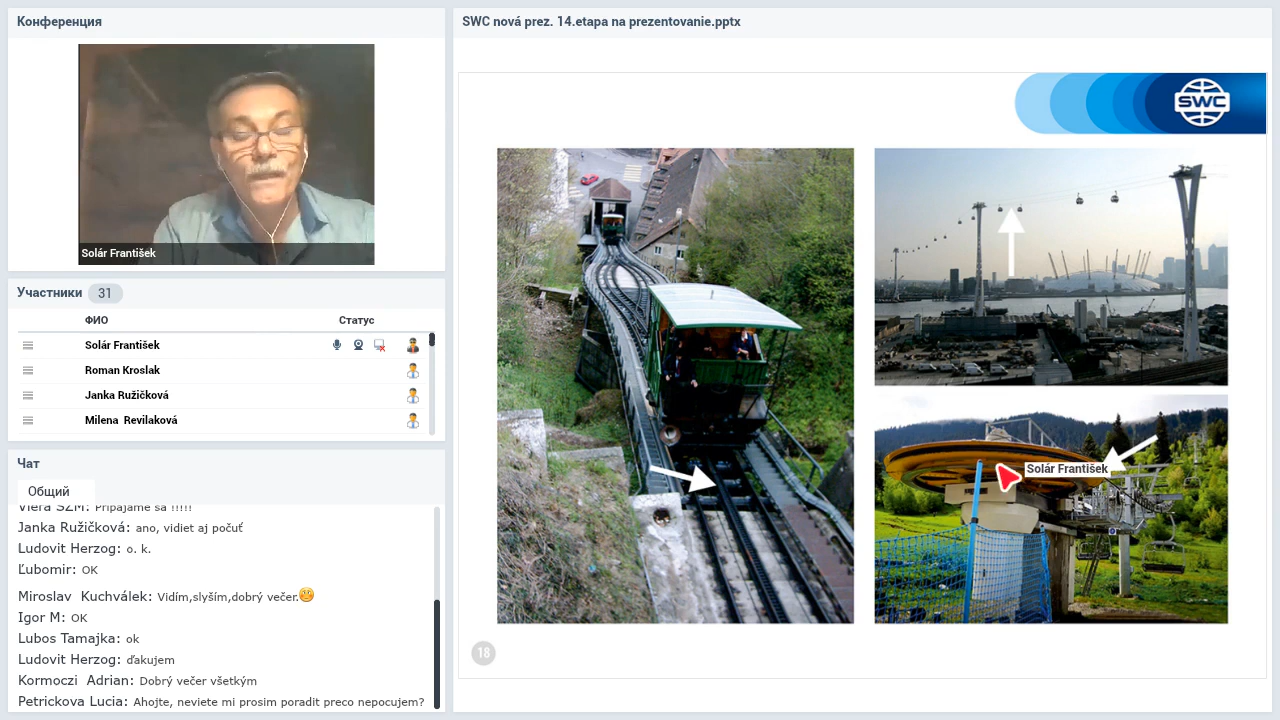 Конференция
Solár František
Участники 31
ФИО Статус
Solár František
Roman Kroslak
Janka Ružičková
Milena Revilaková
Чат
Общий
Viera SZM: Pripájame sa !!!!!
Janka Ružičková: ano, vidiet aj počuť
Ludovit Herzog: o. k.
Ľubomir: OK
Miroslav Kuchválek: Vidím,slyším,dobrý večer.
Igor M: OK
Lubos Tamajka: ok
Ludovit Herzog: ďakujem
Kormoczi Adrian: Dobrý večer všetkým
Petrickova Lucia: Ahojte, neviete mi prosim poradit preco nepocujem?
SWC nová prez. 14.etapa na prezentovanie.pptx
SWC
Solár František
18